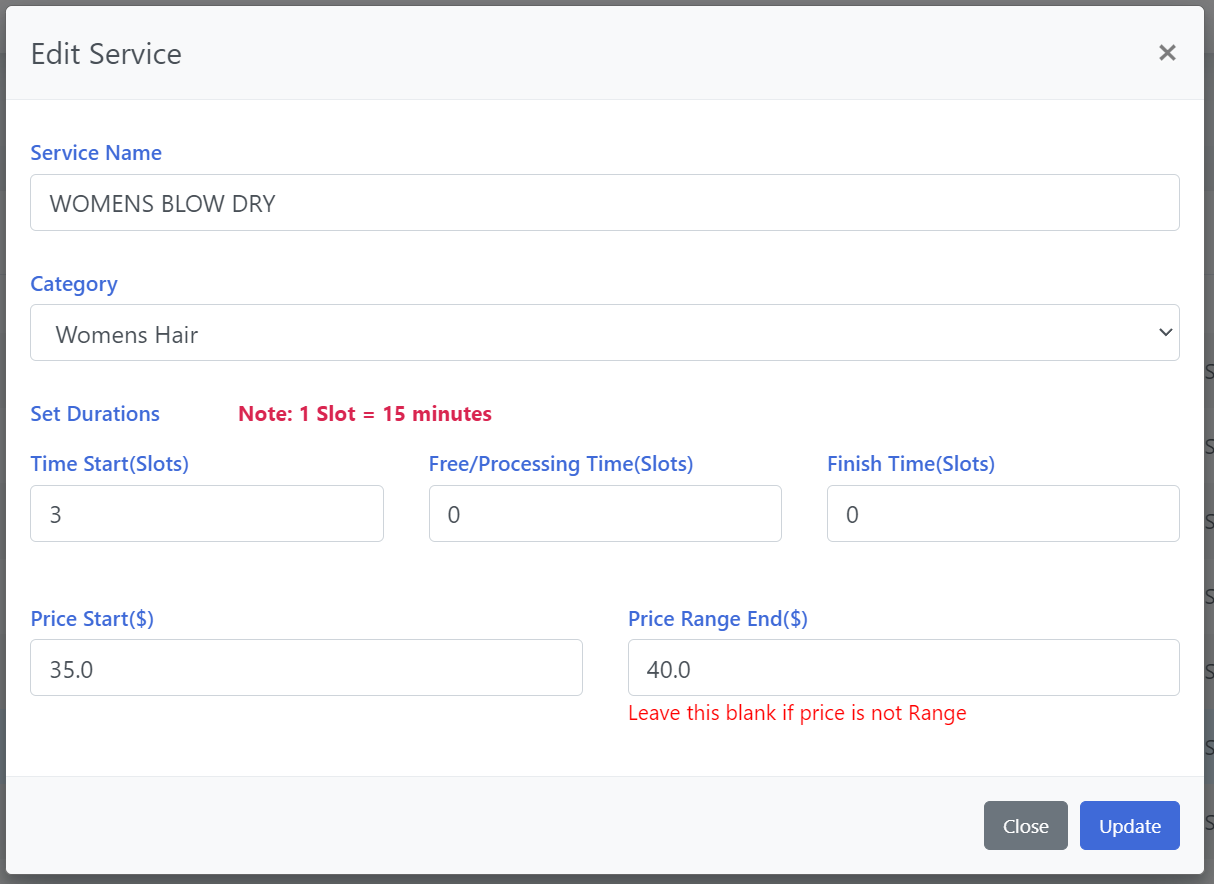 Edit Service ×
Service Name
WOMENS BLOW DRY
Category
Womens Hair
Set Durations Note: 1 Slot = 15 minutes
Time Start(Slots) Free/Processing Time(Slots) Finish Time(Slots)
3 0 0
Price Start($) Price Range End($)
35.0 40.0
Leave this blank if price is not Range
Close Update